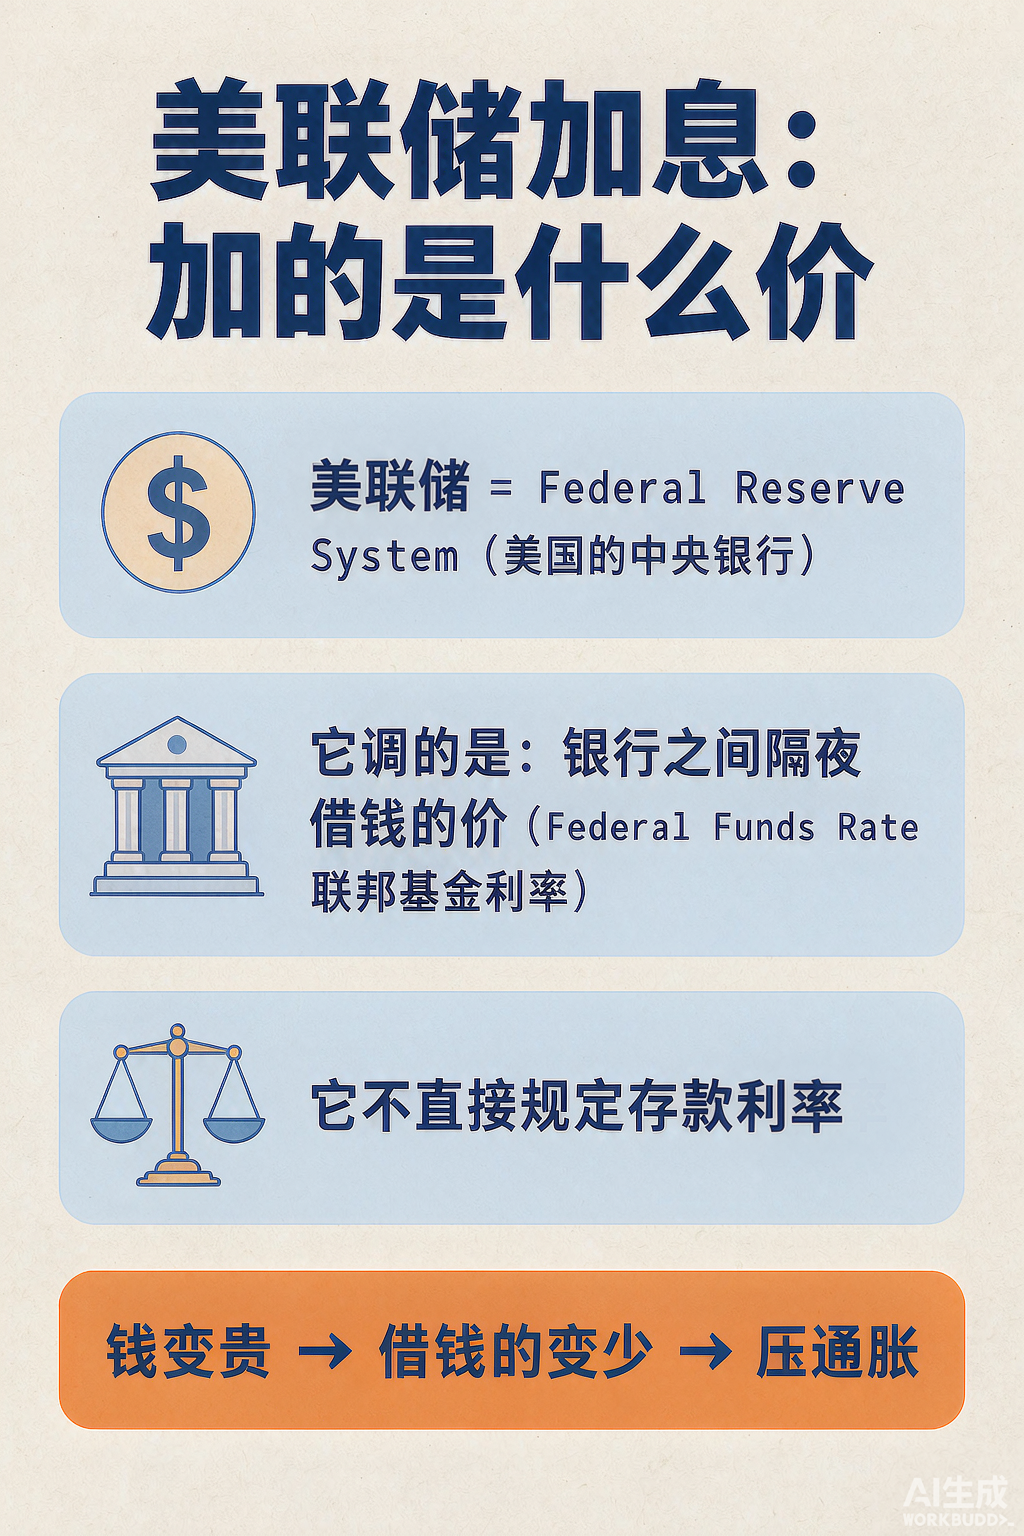 美联储加息：
加的是什么价
美联储 = Federal Reserve
System（美国的中央银行）
它调的是：银行之间隔夜
借钱的价（Federal Funds Rate
联邦基金利率）
它不直接规定存款利率
钱变贵 → 借钱的变少 → 压通胀
AI生成